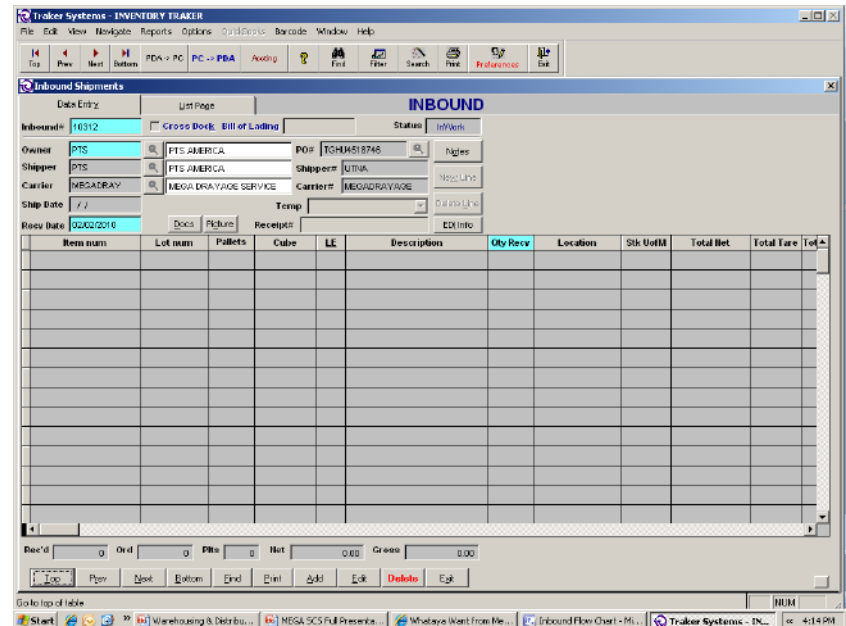 Traker Systems - INVENTORY TRAKER
File Edit View Navigate Reports Options QuickBooks Barcode Window Help
Top Prev Next Bottom PDA -> PC PC -> PDA ? Find Filter Search Print Preferences Exit
Inbound Shipments
Data Entry List Page INBOUND
Inbound# 10312 Cross Dock Bill of Lading Status InWork
Owner PTS PTS AMERICA PO# TGHU4518746 Notes
Shipper PTS PTS AMERICA Shipper# UTNA New Line
Carrier MEGADRAY MEGA DRAYAGE SERVICE Carrier# MEGADRAYAGE
Ship Date / / Temp Delete Line
Recv Date 02/02/2010 Docs Picture Receipt# EDI Info
Item num Lot num Pallets Cube LE Description Qty Recv Location Stk UofM Total Net Total Tare Tot
Rec'd 0 Ord 0 Plts 0 Net 0.00 Gross 0.00
Top Prev Next Bottom Find Print Add Edit Delete Exit
Go to top of table NUM
Start » Warehousing & Distribu... MEGA SCS Full Presenta... Whataya Want from Me... Inbound Flow Chart - Mi... Traker Systems - IN... « 4:14 PM